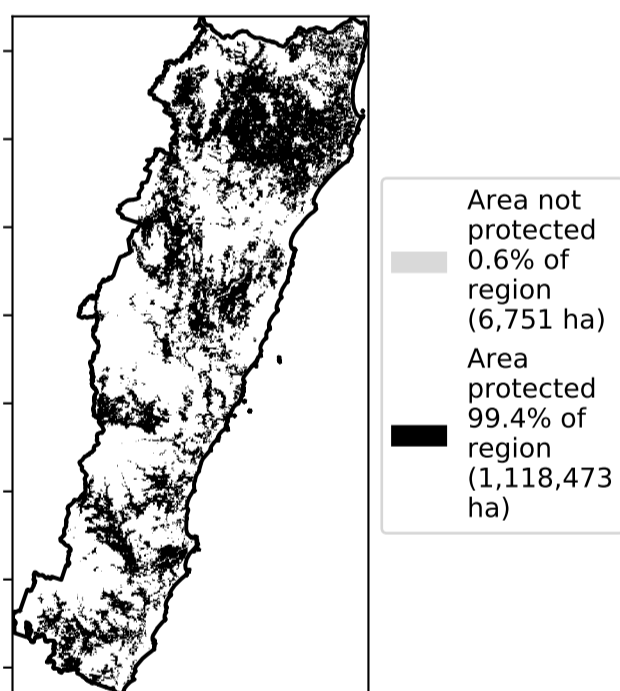 Area not
protected
0.6% of
region
(6,751 ha)
Area
protected
99.4% of
region
(1,118,473
ha)